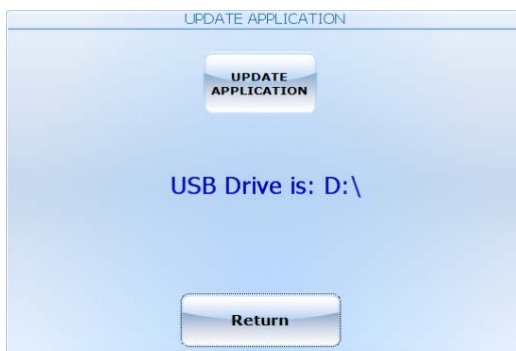 UPDATE APPLICATION
UPDATE
APPLICATION
USB Drive is: D:\
Return